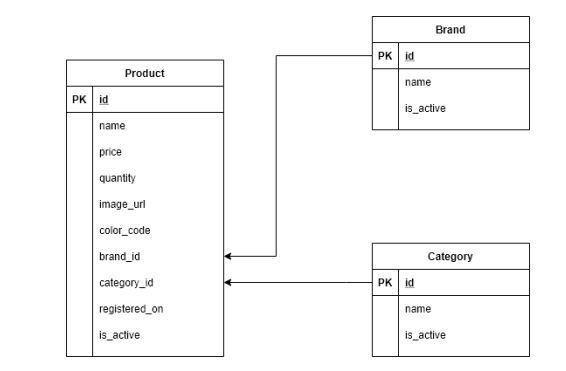 Product
PK id
name
price
quantity
image_url
color_code
brand_id
category_id
registered_on
is_active
Brand
PK id
name
is_active
Category
PK id
name
is_active